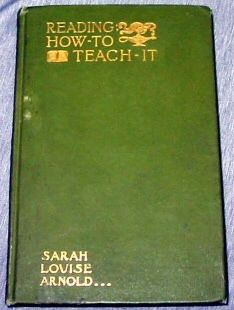 READING:
HOW-TO
TEACH-IT
SARAH
LOUISE
ARNOLD...